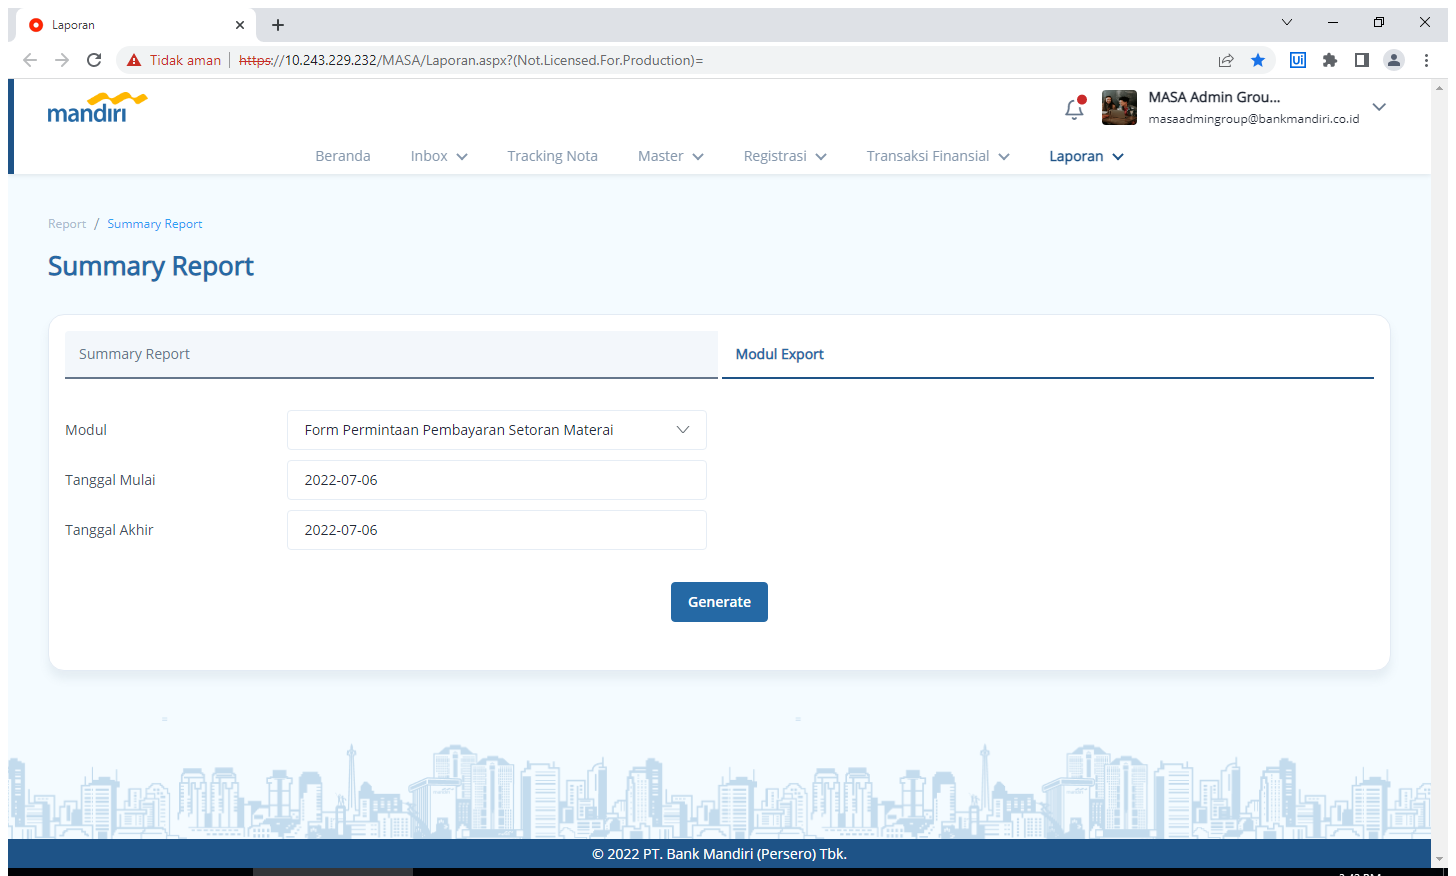 Laporan
Tidak aman
https://10.243.229.232/MASA/Laporan.aspx?(Not.Licensed.For.Production)=
Ui
mandiri
MASA Admin Grou...
masaadmingroup@bankmandiri.co.id
Beranda
Inbox
Tracking Nota
Master
Registrasi
Transaksi Finansial
Laporan
Report / Summary Report
Summary Report
Summary Report
Modul Export
Modul
Form Permintaan Pembayaran Setoran Materai
Tanggal Mulai
2022-07-06
Tanggal Akhir
2022-07-06
Generate
© 2022 PT. Bank Mandiri (Persero) Tbk.